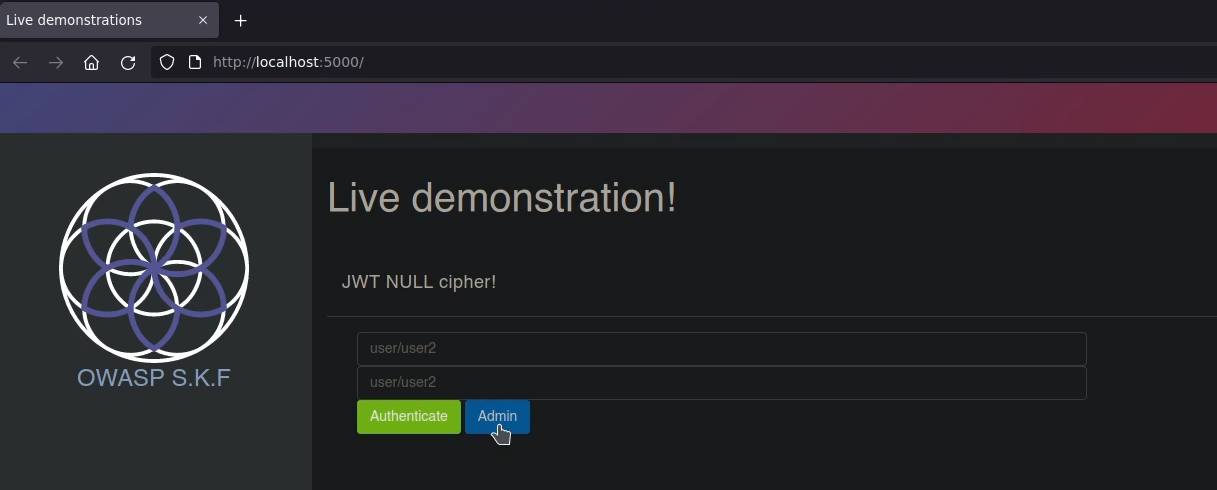 Live demonstrations
http://localhost:5000/
Live demonstration!
JWT NULL cipher!
OWASP S.K.F
user/user2
user/user2
Authenticate Admin